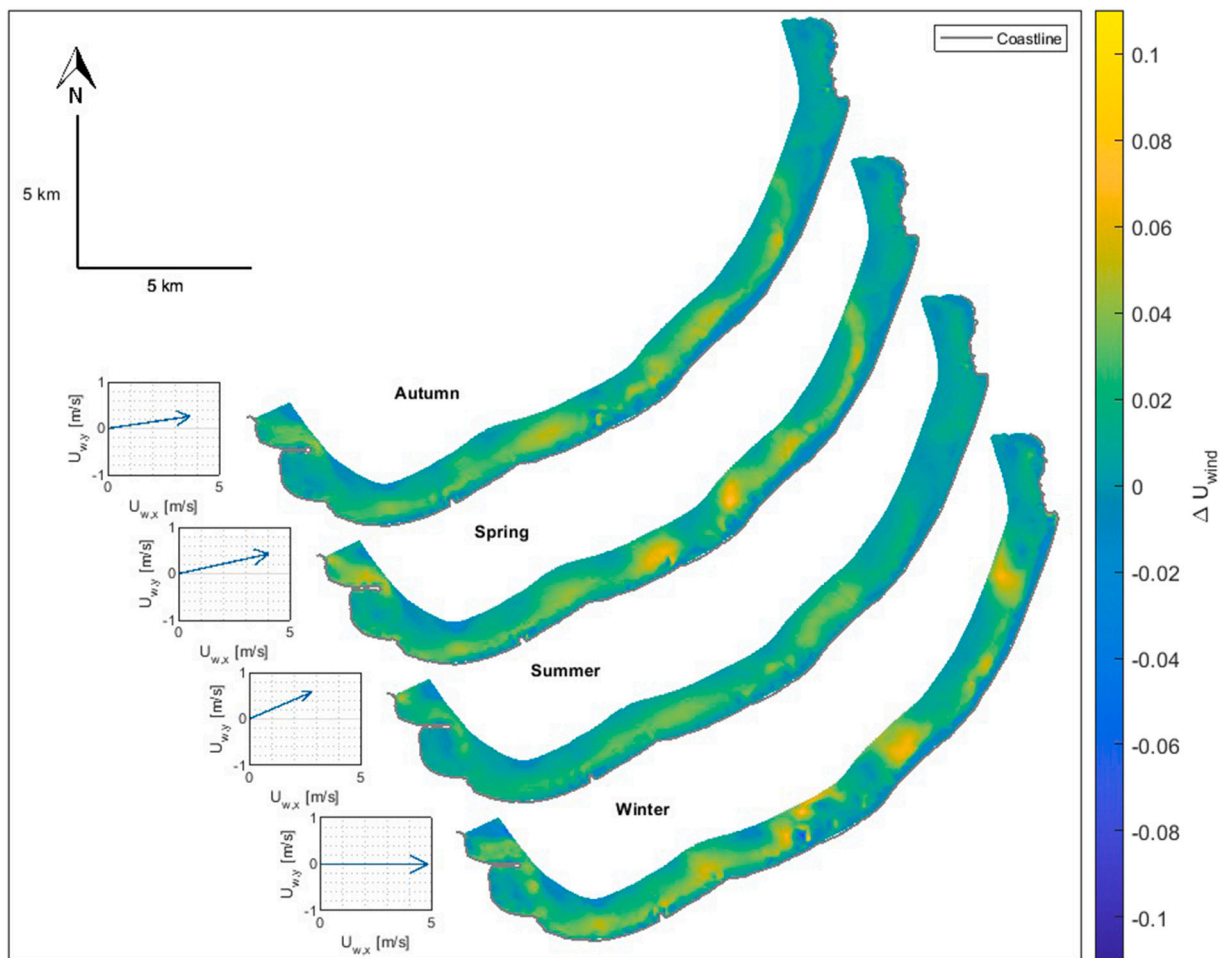 Coastline
N
5 km
5 km
Autumn
1
0
-1
U_w,y [m/s]
0 5
U_w,x [m/s]
Spring
1
0
-1
U_w,y [m/s]
0 5
U_w,x [m/s]
Summer
1
0
-1
U_w,y [m/s]
0 5
U_w,x [m/s]
Winter
1
0
-1
U_w,y [m/s]
0 5
U_w,x [m/s]
0.1
0.08
0.06
0.04
0.02
0
-0.02
-0.04
-0.06
-0.08
-0.1
Δ U_wind